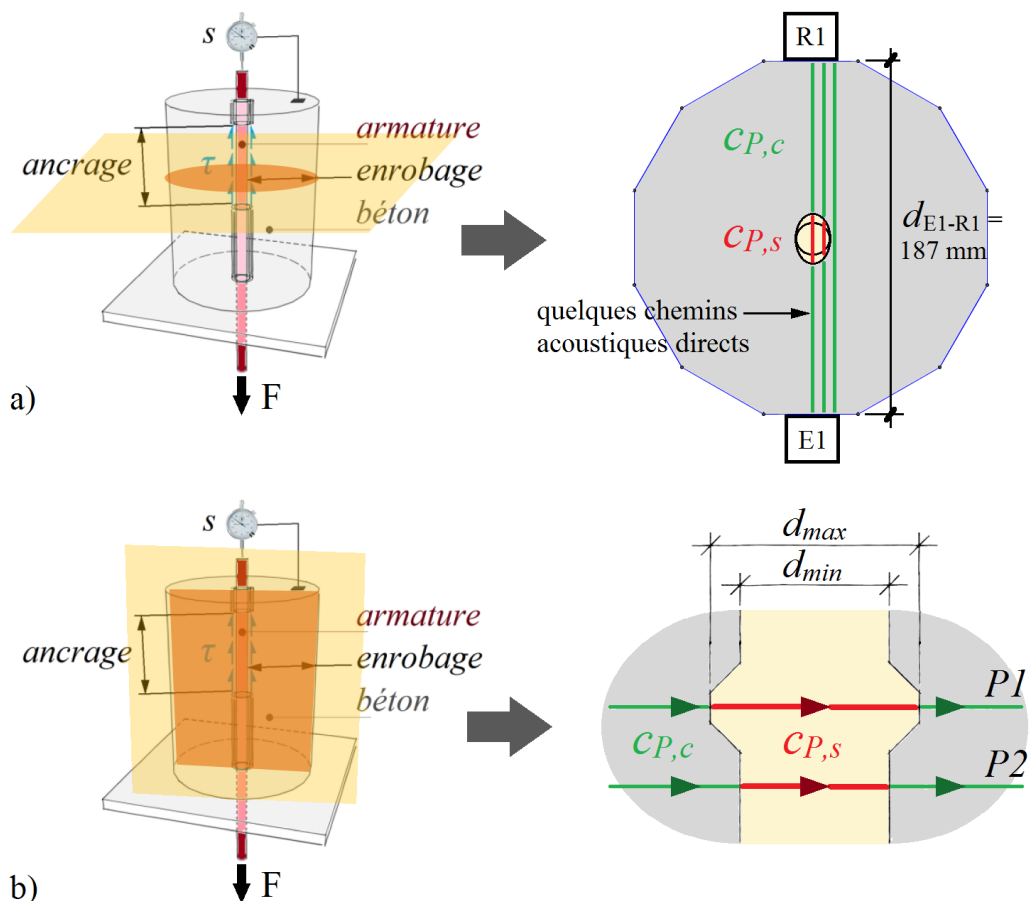 s
armature
ancrage
τ
enrobage
béton
F
a)
R1
cP,c
cP,s
dE1-R1 =
187 mm
quelques chemins
acoustiques directs
E1
s
armature
ancrage
τ
enrobage
béton
F
b)
dmax
dmin
P1
cP,c
cP,s
P2